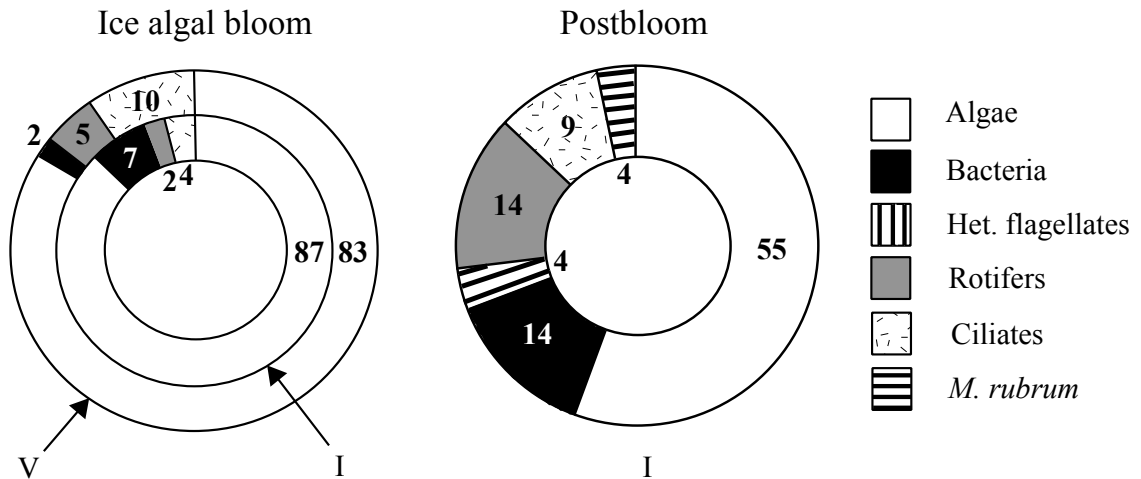 Ice algal bloom
Postbloom
10
2
5
7
2
4
87
83
V
I
9
4
14
4
14
55
I
Algae
Bacteria
Het. flagellates
Rotifers
Ciliates
M. rubrum